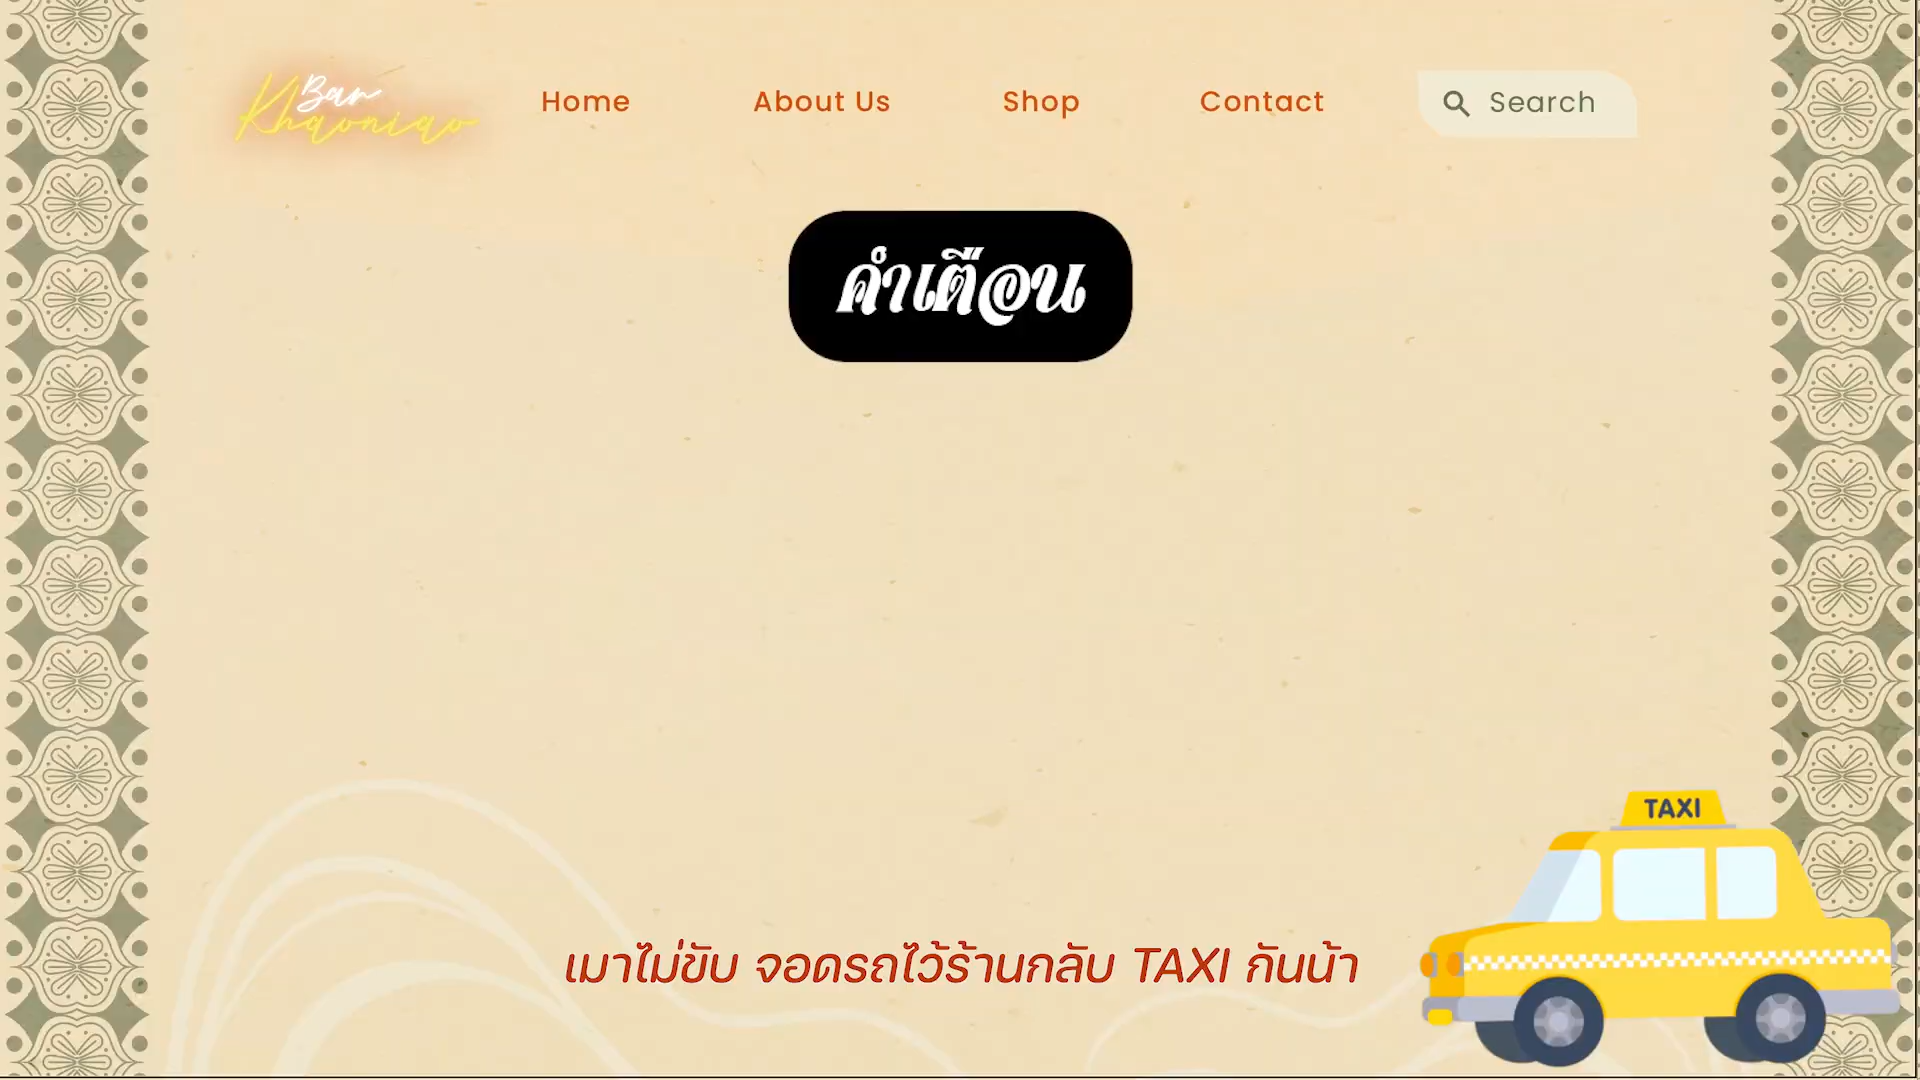 Bar
Khaoniao
Home
About Us
Shop
Contact
Search
คำเตือน
TAXI
เมาไม่ขับ จอดรถไว้ร้านกลับ TAXI กันน้า